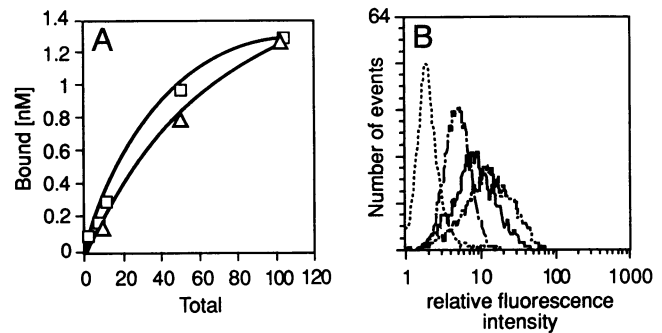 A
Bound [nM]
1.4
1.2
1
0.8
0.6
0.4
0.2
0
0 20 40 60 80 100 120
Total
B
Number of events
64
1 10 100 1000
relative fluorescence
intensity